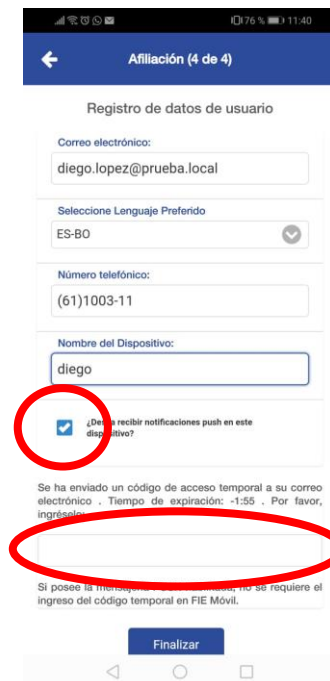 76 % 11:40
Afiliación (4 de 4)
Registro de datos de usuario
Correo electrónico:
diego.lopez@prueba.local
Seleccione Lenguaje Preferido
ES-BO
Número telefónico:
(61)1003-11
Nombre del Dispositivo:
diego
recibir notificaciones push en este
Se ha enviado un código de acceso temporal a su correo
electrónico . Tiempo de expiración: -1:55 . Por favor,
Si posee la no se requiere el
ingreso del código temporal en FIE Móvil.
Finalizar